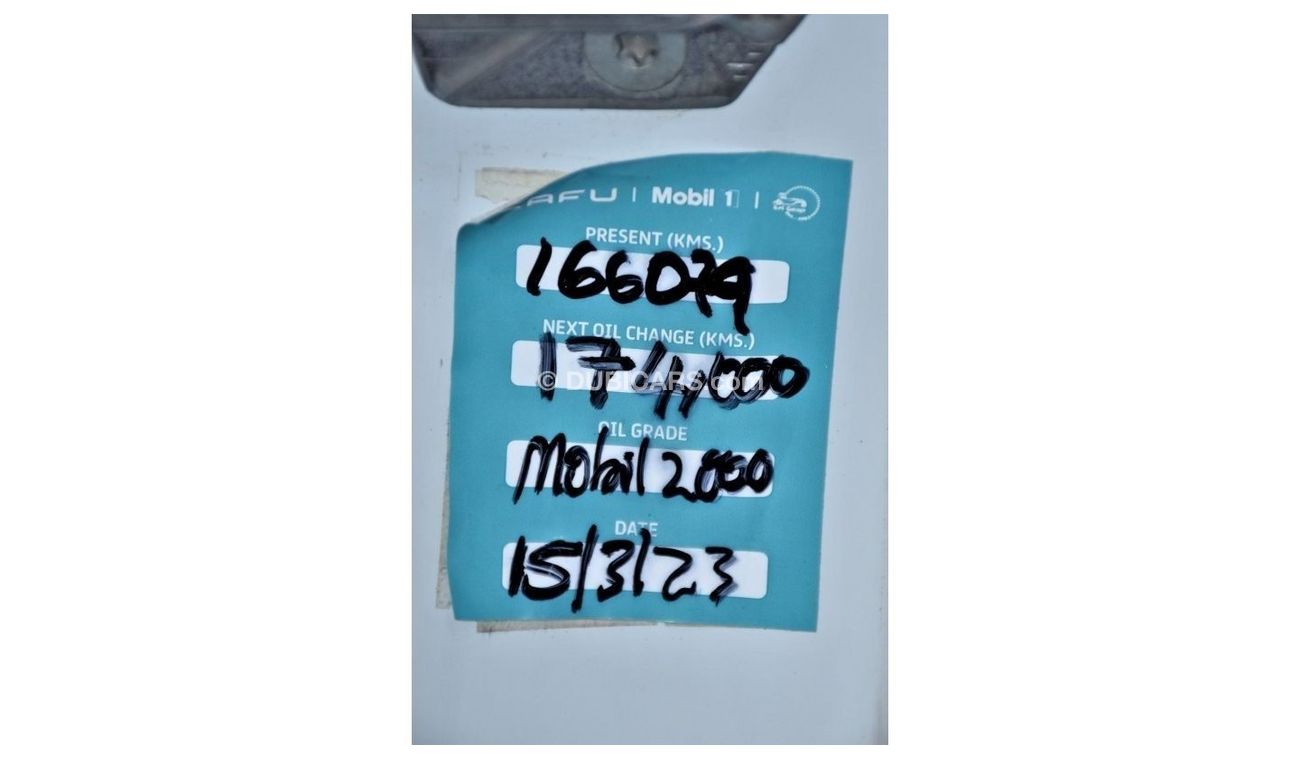 AFU | Mobil 1 |
PRESENT (KMS.)
166079
NEXT OIL CHANGE (KMS.)
© DUBICARS.com
OIL GRADE
Mobil 2000
DATE
15/3/23